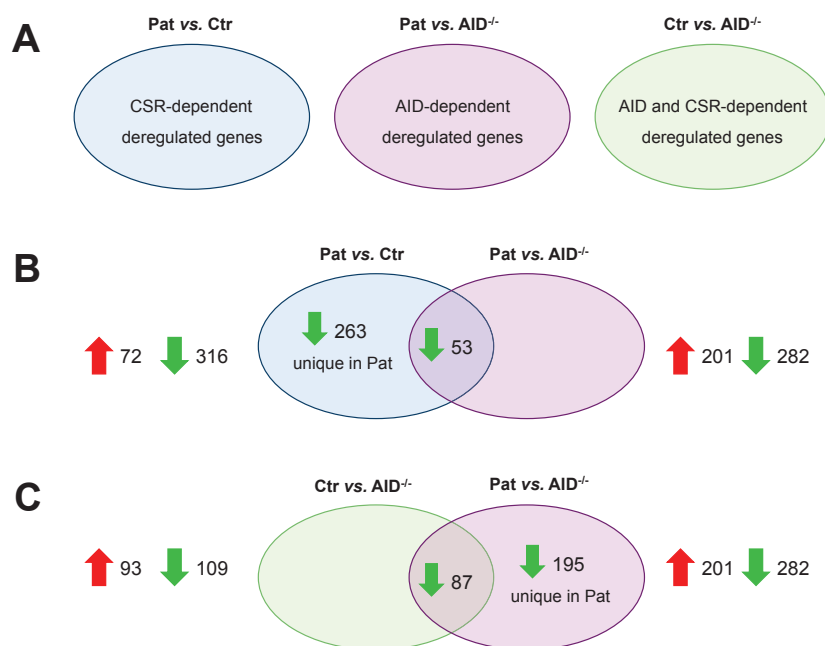 A
Pat vs. Ctr
Pat vs. AID-/-
Ctr vs. AID-/-
CSR-dependent
deregulated genes
AID-dependent
deregulated genes
AID and CSR-dependent
deregulated genes
B
Pat vs. Ctr
Pat vs. AID-/-
72
316
263
unique in Pat
53
201
282
C
Ctr vs. AID-/-
Pat vs. AID-/-
93
109
87
195
unique in Pat
201
282